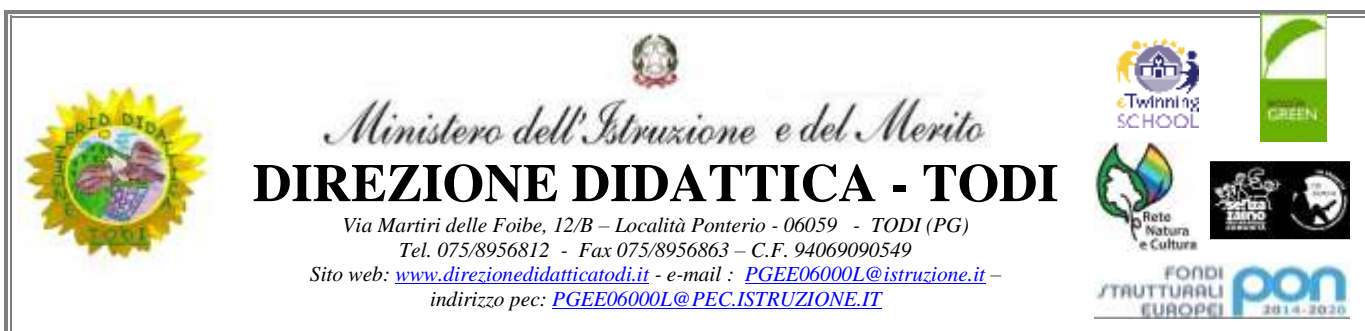 Ministero dell'Istruzione e del Merito
DIREZIONE DIDATTICA - TODI
Via Martiri delle Foibe, 12/B – Località Ponterio - 06059 - TODI (PG)
Tel. 075/8956812 - Fax 075/8956863 – C.F. 94069090549
Sito web: www.direzionedidatticatodi.it - e-mail : PGEE06000L@istruzione.it –
indirizzo pec: PGEE06000L@PEC.ISTRUZIONE.IT
TODI
eTwinning
SCHOOL
GREEN
Rete
Natura
e Cultura
senza
zaino
FONDI
STRUTTURALI
EUROPEI
pon
2014-2020